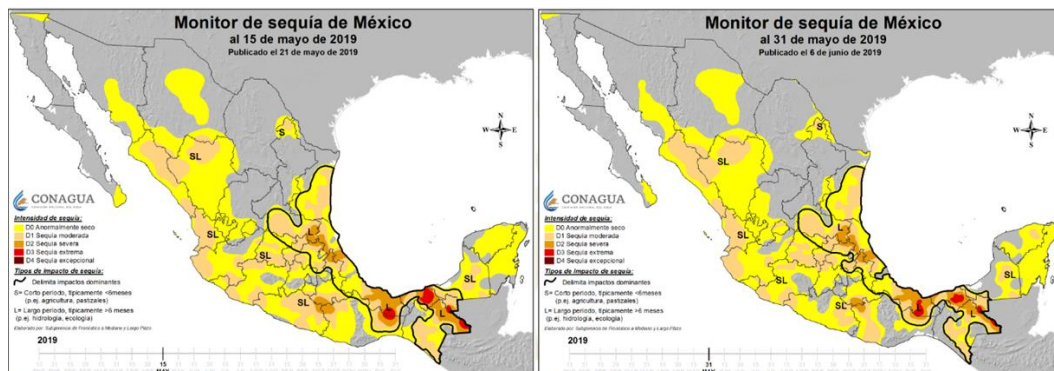 Monitor de sequía de México
al 15 de mayo de 2019
Publicado el 21 de mayo de 2019
S
SL
N
W E
S
CONAGUA
Intensidad de sequía:
D0 Anormalmente seco
D1 Sequía moderada
D2 Sequía severa
D3 Sequía extrema
D4 Sequía excepcional
Tipos de impacto de sequía:
Delimita impactos dominantes
S= Corto periodo, típicamente <6meses
(p.ej. agricultura, pastizales)
L= Largo periodo, típicamente >6 meses
(p.ej. hidrología, ecología)
L
SL
SL
SL
SL
L
L
2019
15
MAY
Monitor de sequía de México
al 31 de mayo de 2019
Publicado el 6 de junio de 2019
S
SL
N
W E
S
CONAGUA
Intensidad de sequía:
D0 Anormalmente seco
D1 Sequía moderada
D2 Sequía severa
D3 Sequía extrema
D4 Sequía excepcional
Tipos de impacto de sequía:
Delimita impactos dominantes
S= Corto periodo, típicamente <6meses
(p.ej. agricultura, pastizales)
L= Largo periodo, típicamente >6 meses
(p.ej. hidrología, ecología)
L
SL
SL
SL
SL
L
L
2019
31
MAY